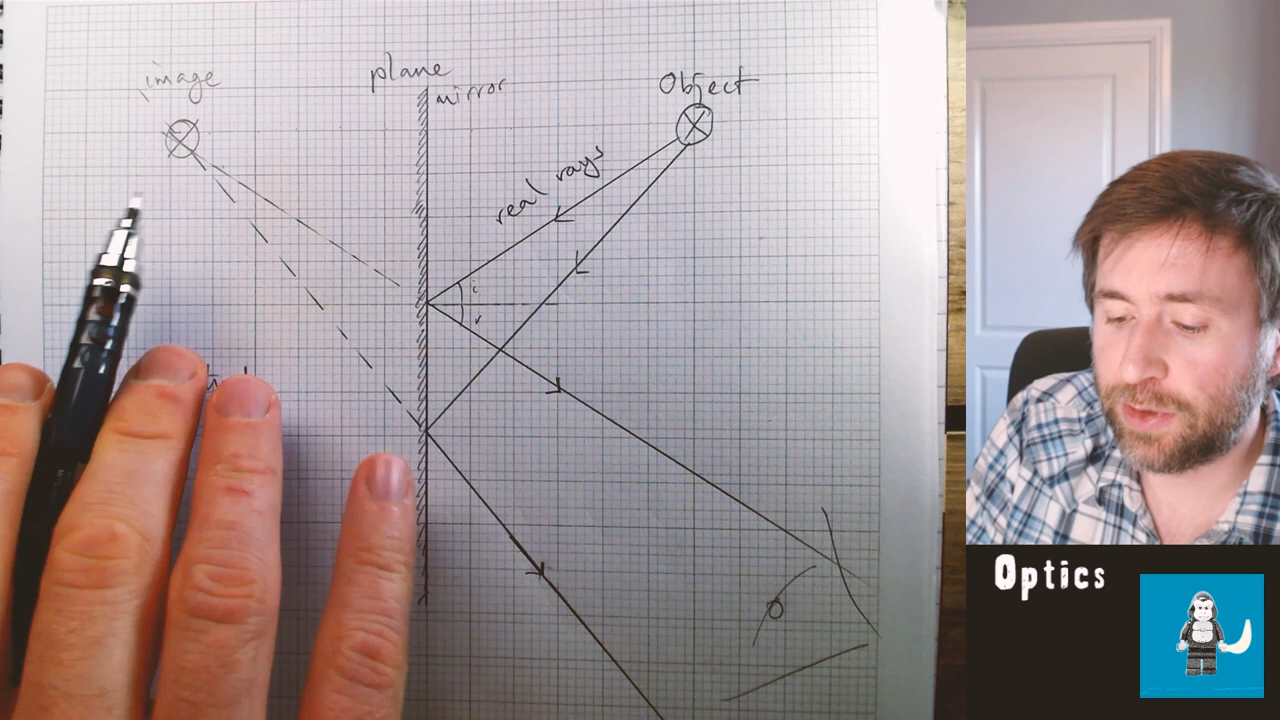 image
plane
mirror
Object
real rays
i
r
Optics